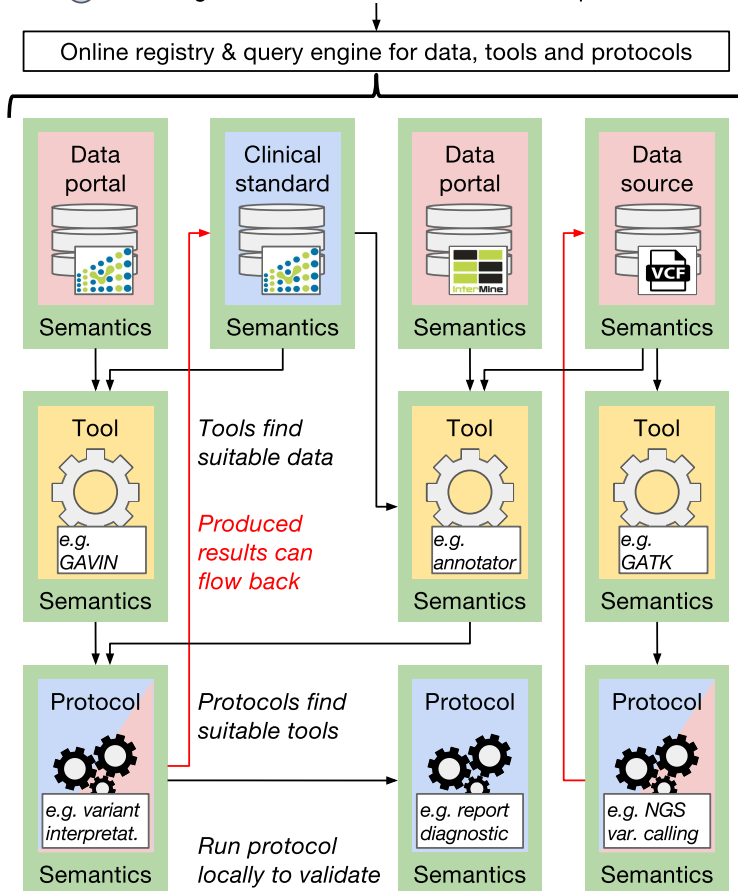 Online registry & query engine for data, tools and protocols
Data
portal
Semantics
Clinical
standard
Semantics
Data
portal
InterMine
Semantics
Data
source
VCF
Semantics
Tool
e.g.
GAVIN
Semantics
Tools find
suitable data
Produced
results can
flow back
Tool
e.g.
annotator
Semantics
Tool
e.g.
GATK
Semantics
Protocol
e.g. variant
interpretat.
Semantics
Protocols find
suitable tools
Run protocol
locally to validate
Protocol
e.g. report
diagnostic
Semantics
Protocol
e.g. NGS
var. calling
Semantics